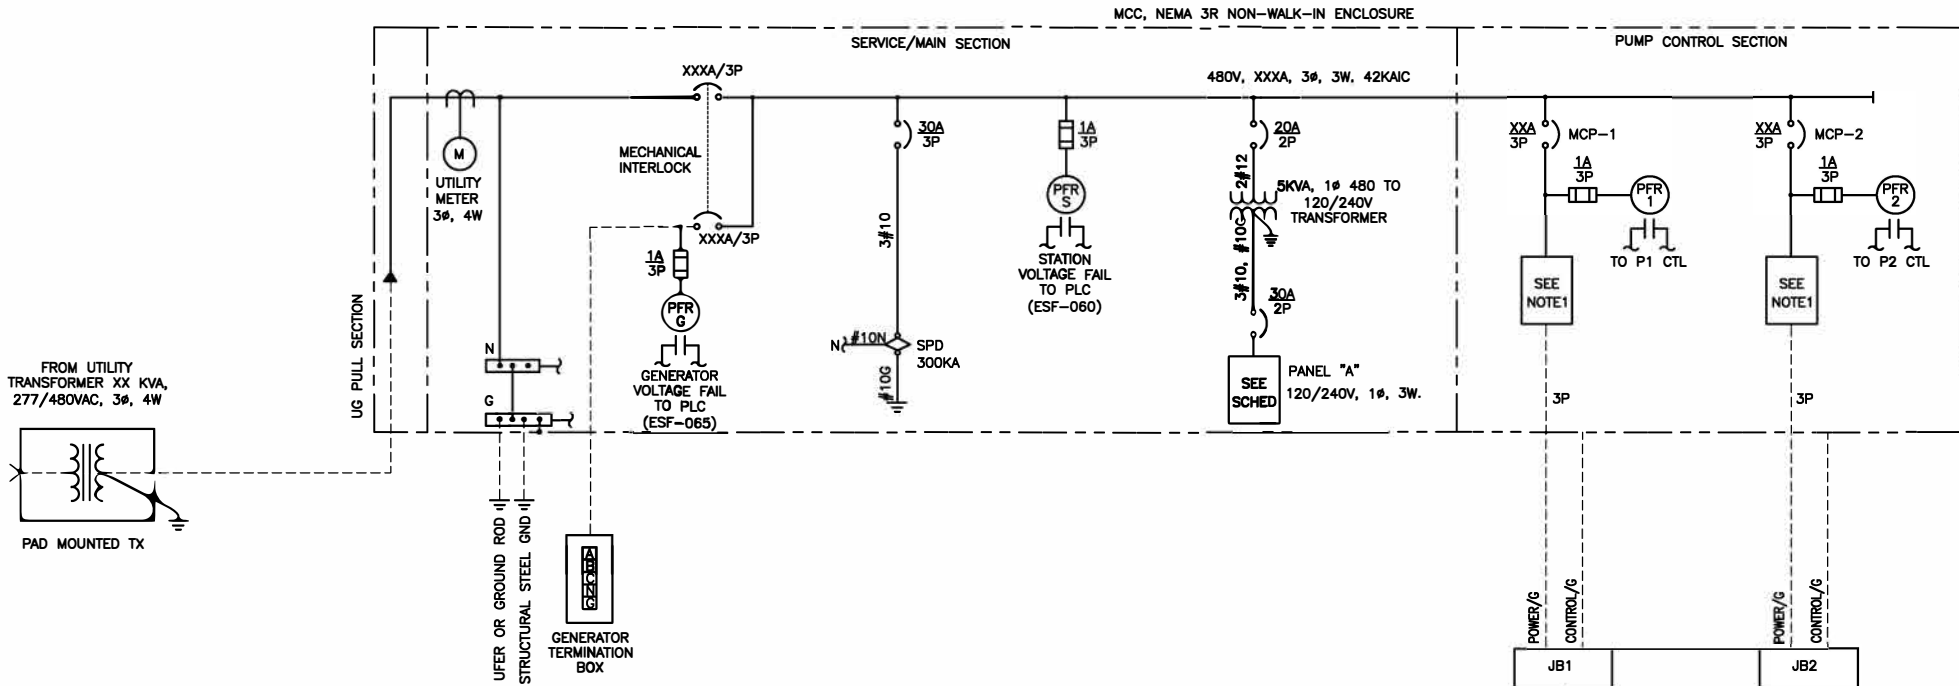 MCC, NEMA 3R NON-WALK-IN ENCLOSURE
SERVICE/MAIN SECTION
PUMP CONTROL SECTION
XXXA/3P
480V, XXXA, 3ø, 3W, 42KAIC
M
UTILITY
METER
3ø, 4W
MECHANICAL
INTERLOCK
XXXA/3P
1A
3P
PFR
G
GENERATOR
VOLTAGE FAIL
TO PLC
(ESF-065)
30A
3P
3#10
N
#10N
SPD
300KA
#10G
1A
3P
PFR
S
STATION
VOLTAGE FAIL
TO PLC
(ESF-060)
20A
2P
2#12
5KVA, 1ø 480 TO
120/240V
TRANSFORMER
3#10, #10G
30A
2P
SEE
SCHED
PANEL "A"
120/240V, 1ø, 3W.
XXA
3P
MCP-1
1A
3P
PFR
1
TO P1 CTL
SEE
NOTE1
3P
XXA
3P
MCP-2
1A
3P
PFR
2
TO P2 CTL
SEE
NOTE1
3P
UG PULL SECTION
N
G
FROM UTILITY
TRANSFORMER XX KVA,
277/480VAC, 3ø, 4W
PAD MOUNTED TX
UFER OR GROUND ROD
STRUCTURAL STEEL GND
A
B
C
N
G
GENERATOR
TERMINATION
BOX
POWER/G
CONTROL/G
POWER/G
CONTROL/G
JB1
JB2